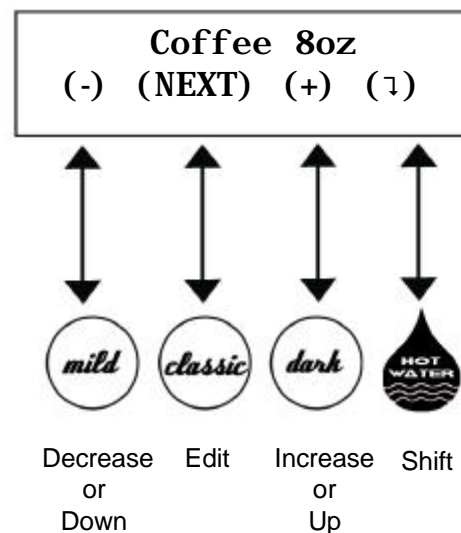 Coffee 8oz
(-) (NEXT) (+) (↴)
mild classic dark HOT WATER
Decrease or Down Edit Increase or Up Shift